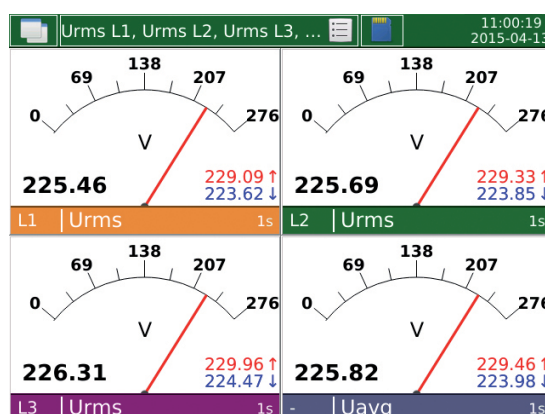 Urms L1, Urms L2, Urms L3, ...
11:00:19
2015-04-13
0 69 138 207 276
V
225.46
229.09↑
223.62↓
L1 Urms 1s
0 69 138 207 276
V
225.69
229.33↑
223.85↓
L2 Urms 1s
0 69 138 207 276
V
226.31
229.96↑
224.47↓
L3 Urms 1s
0 69 138 207 276
V
225.82
229.46↑
223.98↓
- Uavg 1s